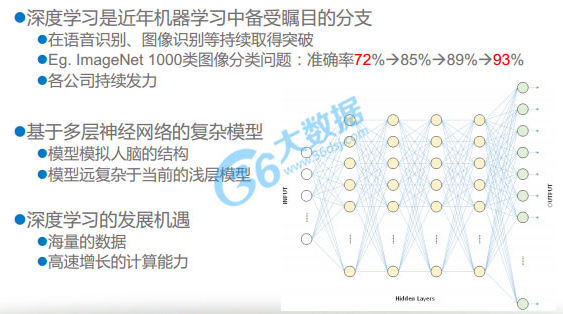 ●深度学习是近年机器学习中备受瞩目的分支
●在语音识别、图像识别等持续取得突破
●Eg. ImageNet 1000类图像分类问题：准确率72%→85%→89%→93%
●各公司持续发力
●基于多层神经网络的复杂模型
●模型模拟人脑的结构
●模型远复杂于当前的浅层模型
●深度学习的发展机遇
●海量的数据
●高速增长的计算能力
INPUT
OUTPUT
Hidden Layers
36大数据